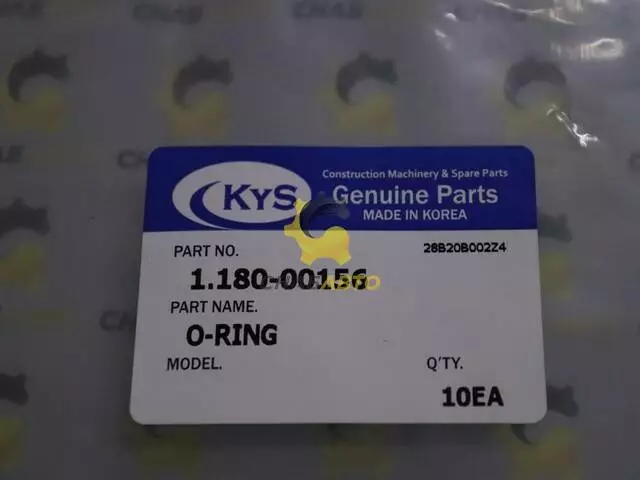 KYS
Construction Machinery & Spare Parts
Genuine Parts
MADE IN KOREA
PART NO.
28B20B002Z4
1.180-00156
PART NAME.
O-RING
MODEL.
Q'TY.
10EA